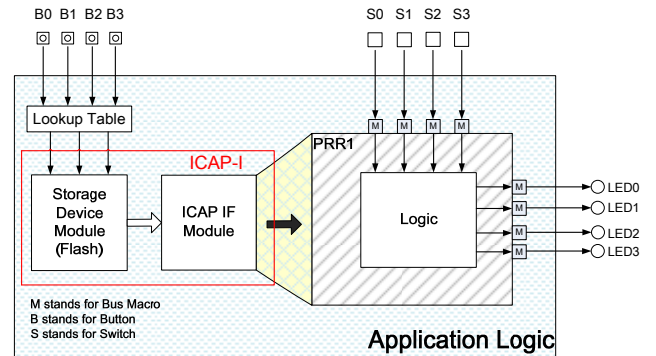 B0 B1 B2 B3
S0 S1 S2 S3
Lookup Table
M M M M
PRR1
ICAP-I
Storage
Device
Module
(Flash)
ICAP IF
Module
Logic
M LED0
M LED1
M LED2
M LED3
M stands for Bus Macro
B stands for Button
S stands for Switch
Application Logic